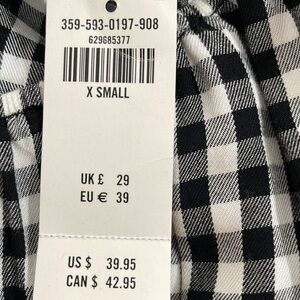 359-593-0197-908
629685377
X SMALL
UK £ 29
EU € 39
US $ 39.95
CAN $ 42.95